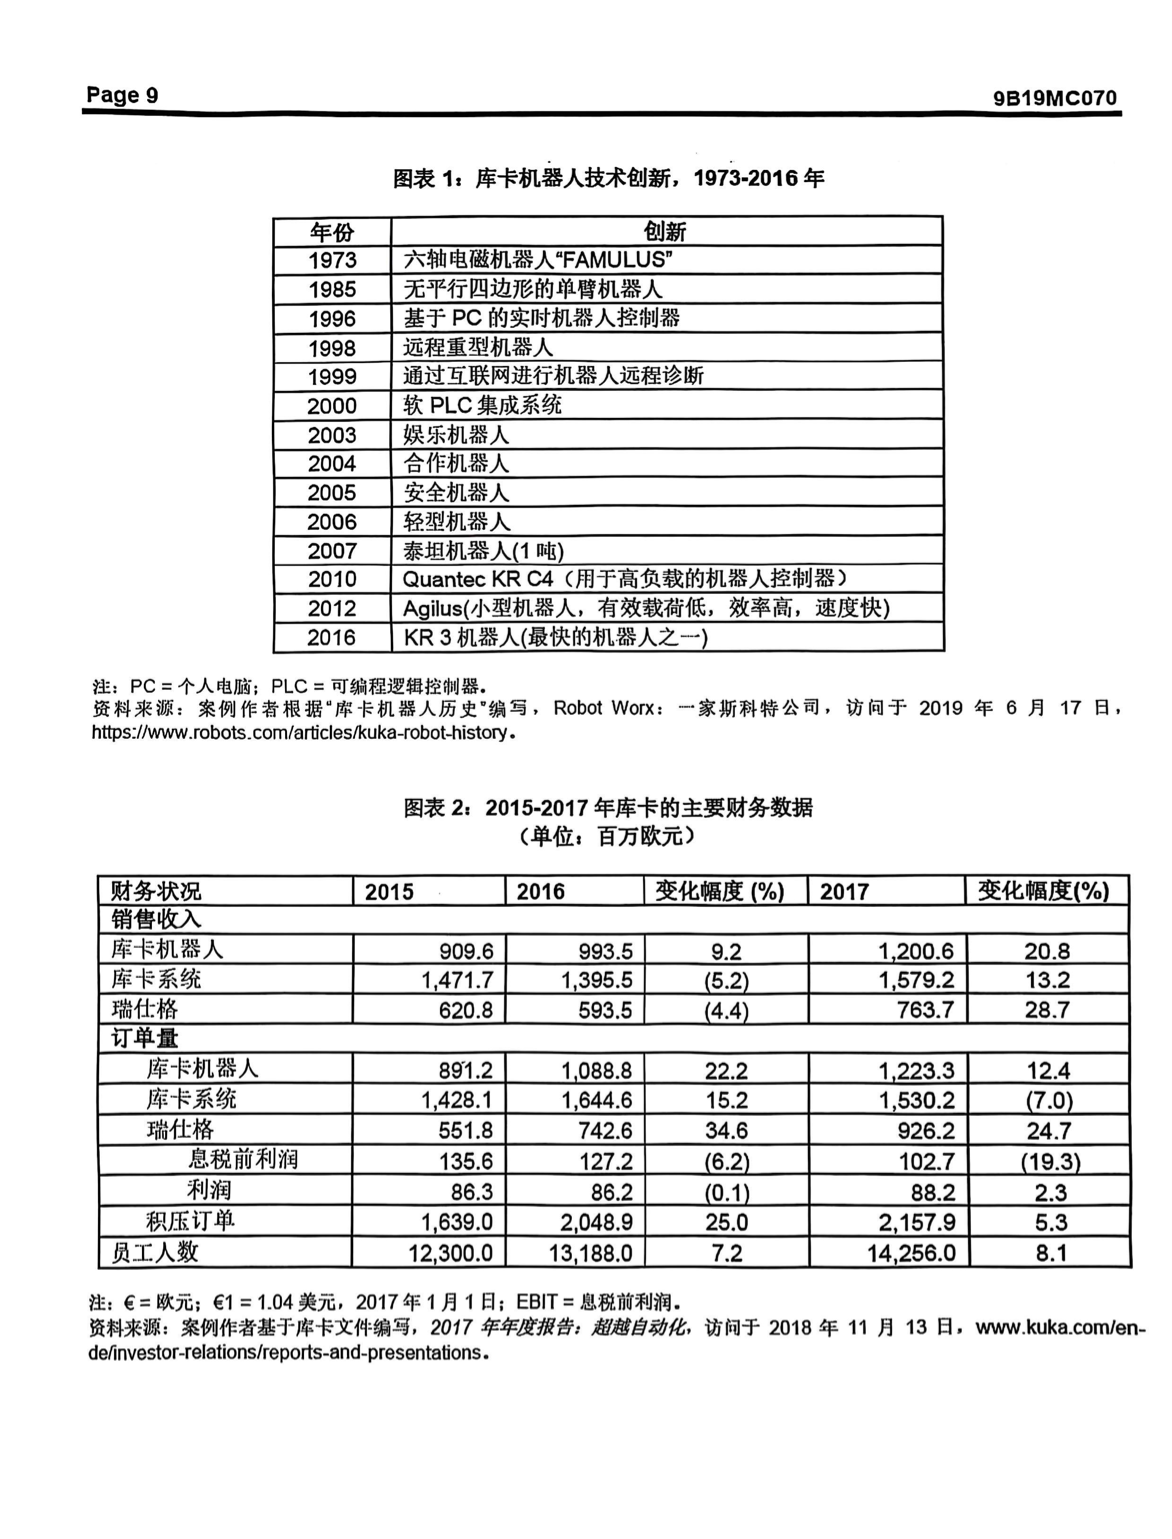 Page 9
9B19MC070
图表 1：库卡机器人技术创新，1973-2016 年
年份 创新
1973 六轴电磁机器人“FAMULUS”
1985 无平行四边形的单臂机器人
1996 基于 PC 的实时机器人控制器
1998 远程重型机器人
1999 通过互联网进行机器人远程诊断
2000 软 PLC 集成系统
2003 娱乐机器人
2004 合作机器人
2005 安全机器人
2006 轻型机器人
2007 泰坦机器人(1 吨)
2010 Quantec KR C4（用于高负载的机器人控制器）
2012 Agilus(小型机器人，有效载荷低，效率高，速度快)
2016 KR 3 机器人(最快的机器人之一)
注：PC = 个人电脑；PLC = 可编程逻辑控制器。
资料来源：案例作者根据“库卡机器人历史”编写，Robot Worx：一家斯科特公司，访问于 2019 年 6 月 17 日，
https://www.robots.com/articles/kuka-robot-history。
图表 2：2015-2017 年库卡的主要财务数据
（单位：百万欧元）
财务状况 2015 2016 变化幅度 (%) 2017 变化幅度(%)
销售收入
库卡机器人 909.6 993.5 9.2 1,200.6 20.8
库卡系统 1,471.7 1,395.5 (5.2) 1,579.2 13.2
瑞仕格 620.8 593.5 (4.4) 763.7 28.7
订单量
库卡机器人 891.2 1,088.8 22.2 1,223.3 12.4
库卡系统 1,428.1 1,644.6 15.2 1,530.2 (7.0)
瑞仕格 551.8 742.6 34.6 926.2 24.7
息税前利润 135.6 127.2 (6.2) 102.7 (19.3)
利润 86.3 86.2 (0.1) 88.2 2.3
积压订单 1,639.0 2,048.9 25.0 2,157.9 5.3
员工人数 12,300.0 13,188.0 7.2 14,256.0 8.1
注：€ = 欧元；€1 = 1.04 美元，2017 年 1 月 1 日；EBIT = 息税前利润。
资料来源：案例作者基于库卡文件编写，2017 年年度报告：超越自动化，访问于 2018 年 11 月 13 日，www.kuka.com/en-
de/investor-relations/reports-and-presentations。